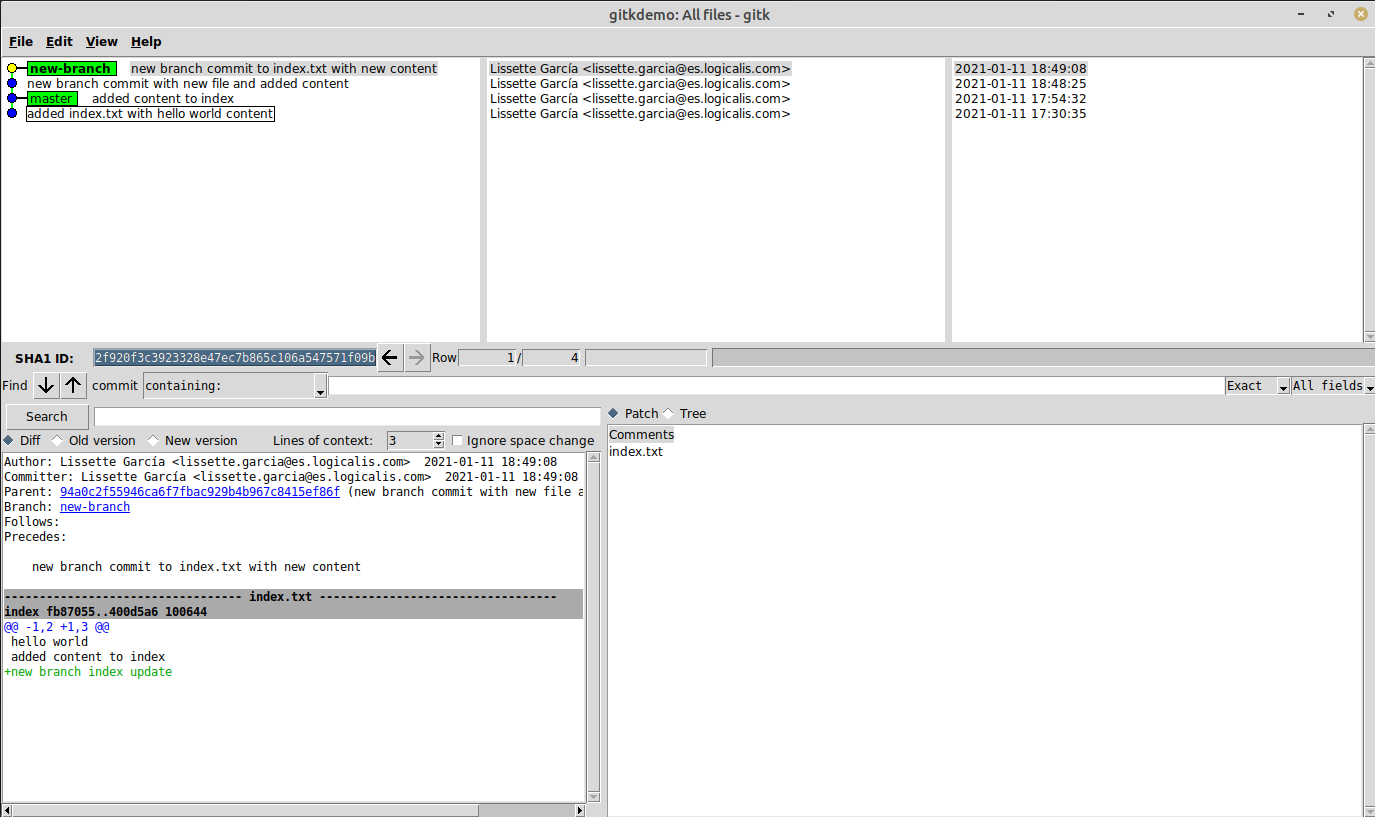 gitkdemo: All files - gitk
File Edit View Help
new-branch new branch commit to index.txt with new content Lissette García <lissette.garcia@es.logicalis.com> 2021-01-11 18:49:08
new branch commit with new file and added content Lissette García <lissette.garcia@es.logicalis.com> 2021-01-11 18:48:25
master added content to index Lissette García <lissette.garcia@es.logicalis.com> 2021-01-11 17:54:32
added index.txt with hello world content Lissette García <lissette.garcia@es.logicalis.com> 2021-01-11 17:30:35
SHA1 ID: 2f920f3c3923328e47ec7b865c106a547571f09b Row 1 / 4
Find commit containing: Exact All fields
Search
Diff Old version New version Lines of context: 3 Ignore space change
Author: Lissette García <lissette.garcia@es.logicalis.com> 2021-01-11 18:49:08
Committer: Lissette García <lissette.garcia@es.logicalis.com> 2021-01-11 18:49:08
Parent: 94a0c2f55946ca6f7fbac929b4b967c8415ef86f (new branch commit with new file a
Branch: new-branch
Follows:
Precedes:
new branch commit to index.txt with new content
---------------------------------- index.txt ----------------------------------
index fb87055..400d5a6 100644
@@ -1,2 +1,3 @@
hello world
added content to index
+new branch index update
Patch Tree
Comments
index.txt